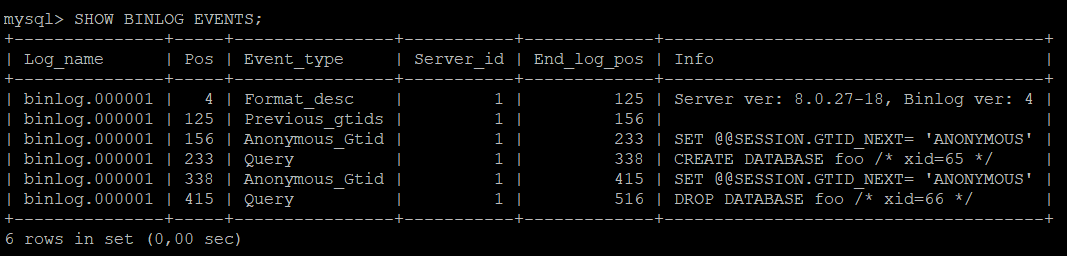 mysql> SHOW BINLOG EVENTS;
+---------------+-----+----------------+-----------+-------------+--------------------------------------+
| Log_name      | Pos | Event_type     | Server_id | End_log_pos | Info                                 |
+---------------+-----+----------------+-----------+-------------+--------------------------------------+
| binlog.000001 |   4 | Format_desc    |         1 |         125 | Server ver: 8.0.27-18, Binlog ver: 4 |
| binlog.000001 | 125 | Previous_gtids |         1 |         156 |                                      |
| binlog.000001 | 156 | Anonymous_Gtid |         1 |         233 | SET @@SESSION.GTID_NEXT= 'ANONYMOUS' |
| binlog.000001 | 233 | Query          |         1 |         338 | CREATE DATABASE foo /* xid=65 */     |
| binlog.000001 | 338 | Anonymous_Gtid |         1 |         415 | SET @@SESSION.GTID_NEXT= 'ANONYMOUS' |
| binlog.000001 | 415 | Query          |         1 |         516 | DROP DATABASE foo /* xid=66 */       |
+---------------+-----+----------------+-----------+-------------+--------------------------------------+
6 rows in set (0,00 sec)